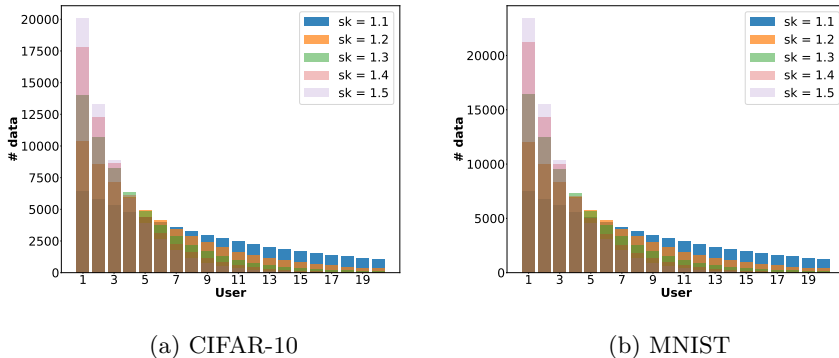 20000
17500
15000
12500
10000
7500
5000
2500
0
# data
1 3 5 7 9 11 13 15 17 19
User
sk = 1.1
sk = 1.2
sk = 1.3
sk = 1.4
sk = 1.5
(a) CIFAR-10
20000
15000
10000
5000
0
# data
1 3 5 7 9 11 13 15 17 19
User
sk = 1.1
sk = 1.2
sk = 1.3
sk = 1.4
sk = 1.5
(b) MNIST